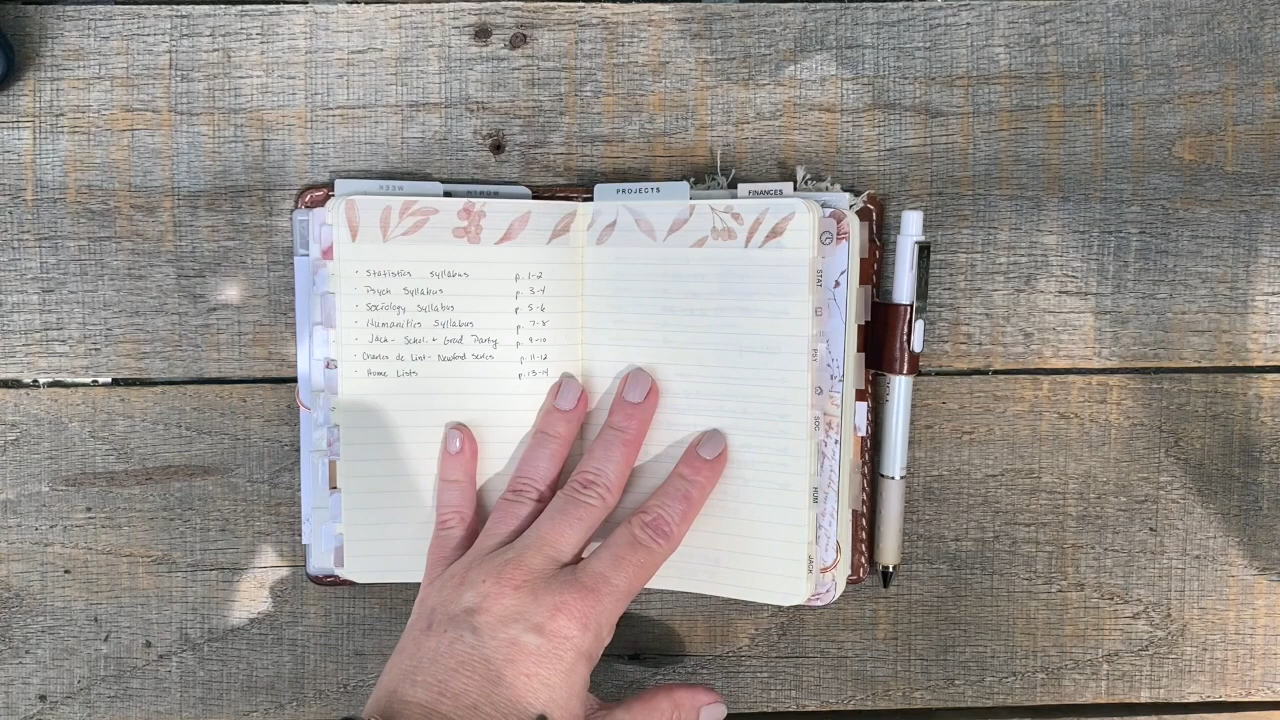 PROJECTS
FINANCES
• Statistics Syllabus p. 1-2
• Psych Syllabus p. 3-4
• Sociology Syllabus p. 5-6
• Humanities Syllabus p. 7-8
• Jack - Schol. + Grad Party p. 9-10
• Charles de Lint - Newford Series p. 11-12
• Home Lists p. 13-14
STAT
PSY
SOC
HUM
JACK